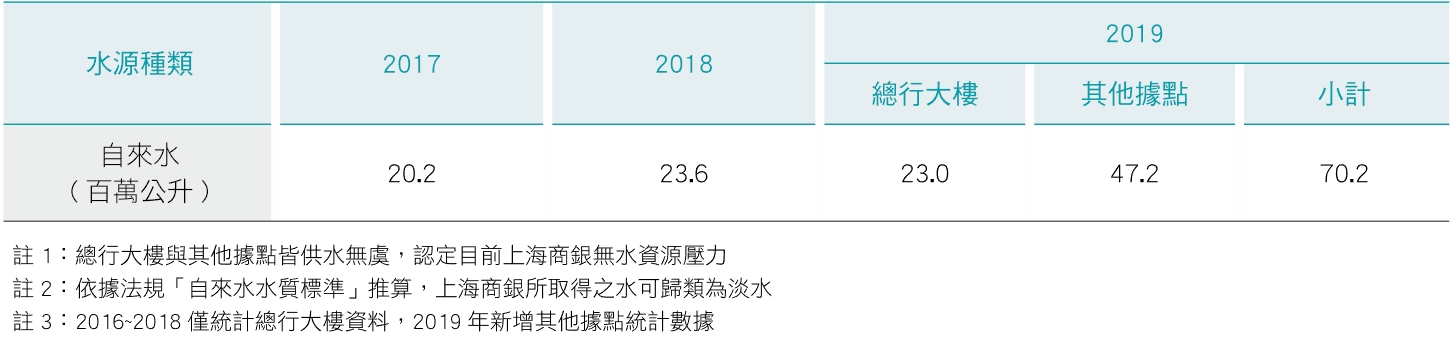 水源種類 2017 2018 2019
總行大樓 其他據點 小計
自來水
（百萬公升） 20.2 23.6 23.0 47.2 70.2
註 1：總行大樓與其他據點皆供水無虞，認定目前上海商銀無水資源壓力
註 2：依據法規「自來水水質標準」推算，上海商銀所取得之水可歸類為淡水
註 3：2016~2018 僅統計總行大樓資料，2019 年新增其他據點統計數據